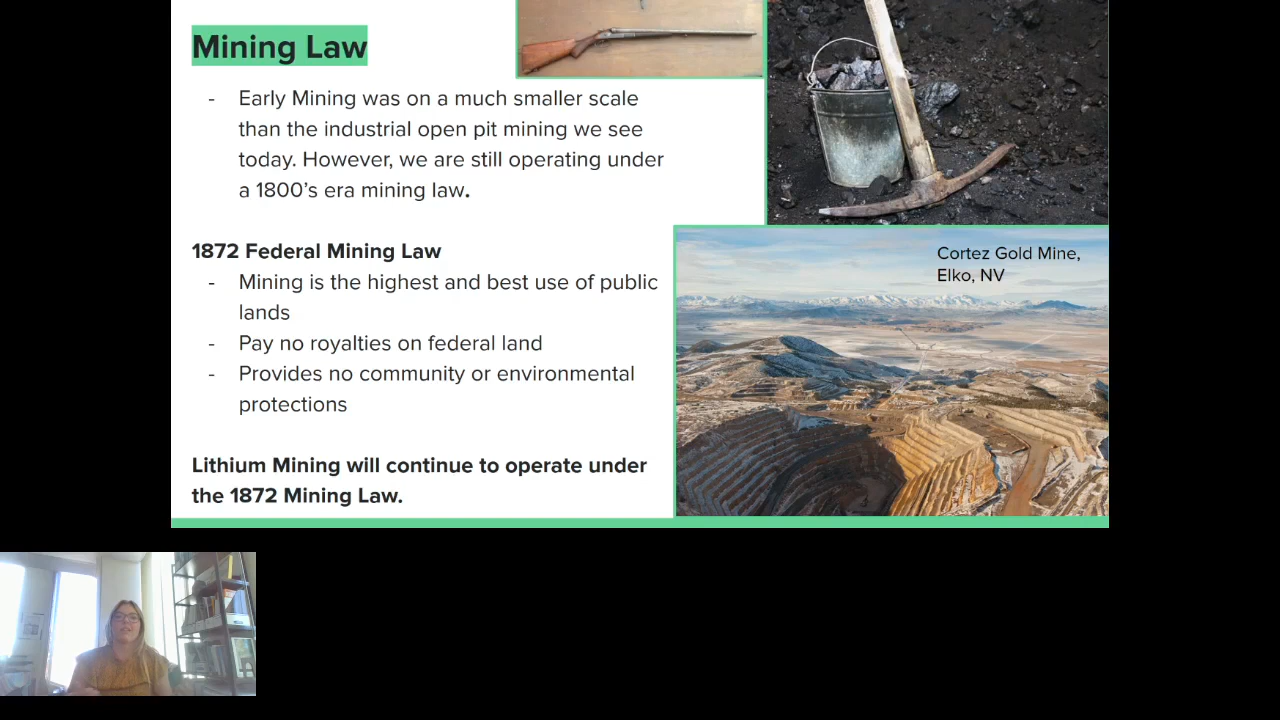 Mining Law
- Early Mining was on a much smaller scale
than the industrial open pit mining we see
today. However, we are still operating under
a 1800's era mining law.
1872 Federal Mining Law
- Mining is the highest and best use of public
lands
- Pay no royalties on federal land
- Provides no community or environmental
protections
Lithium Mining will continue to operate under
the 1872 Mining Law.
Cortez Gold Mine,
Elko, NV